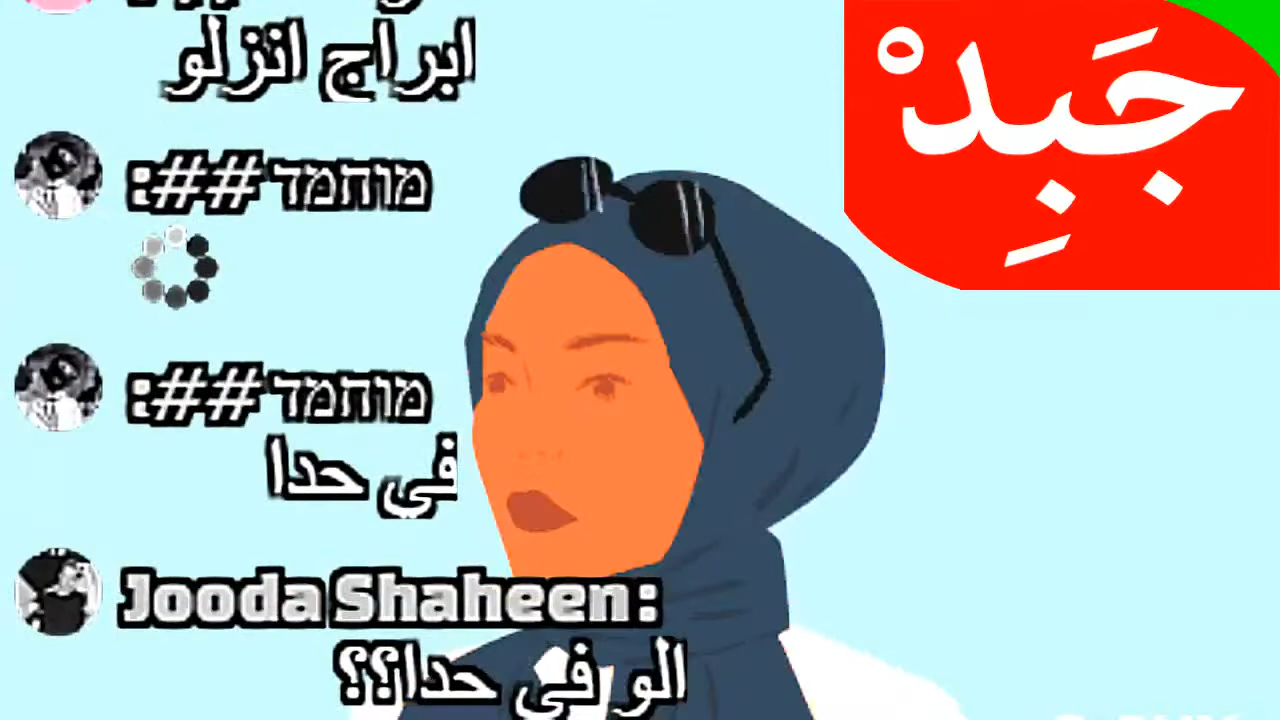 ابراج انزلو
جَبِدْ
מוחמד ##:
מוחמד ##:
في حدا
Jooda Shaheen:
الو في حدا؟؟